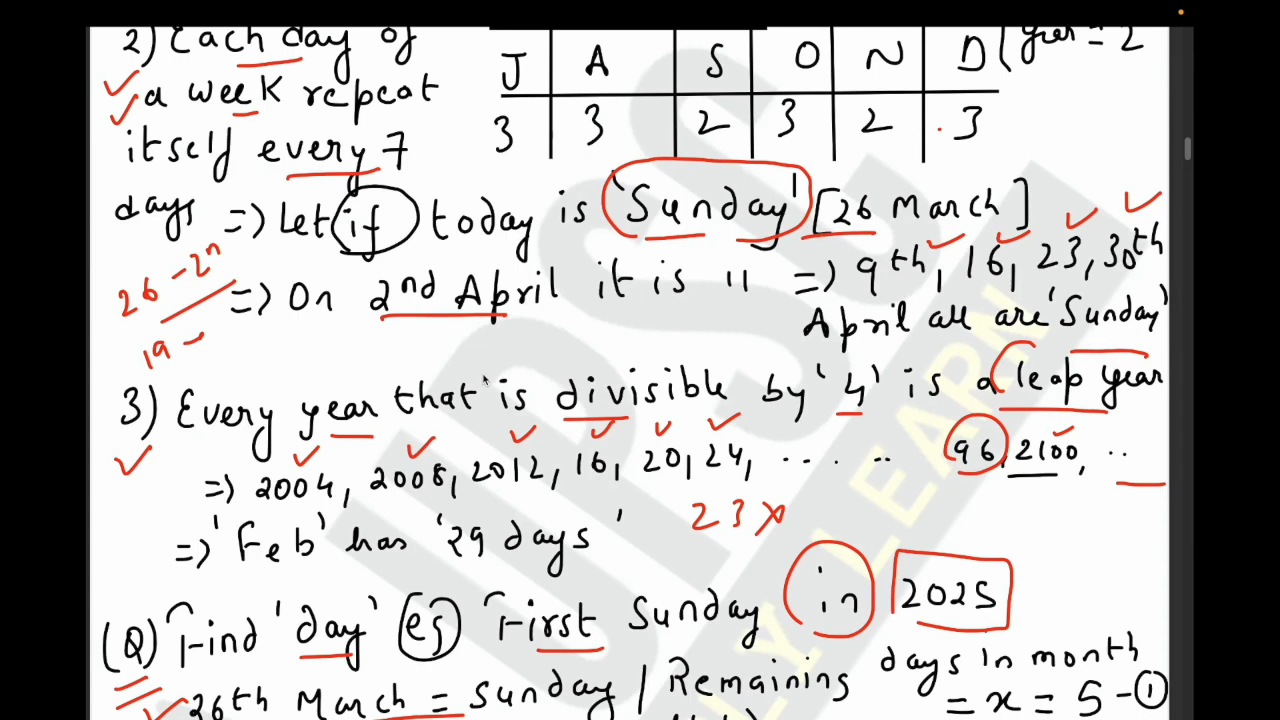 2) Each day of
a week repeat
itself every 7
days
J A S O N D
3 3 2 3 2 3
year = 2
=> Let if today is 'Sunday' [26 March]
=> On 2nd April it is 11 => 9th, 16, 23, 30th
April all are 'Sunday'
26 - 2n
19 -
3) Every year that is divisible by '4' is a leap year
=> 2004, 2008, 2012, 16, 20, 24, ..... .. 96, 2100, ..
23 x
=> 'Feb' has '29 days'
(Q) Find 'day' eg First Sunday in 2025
26th March = Sunday / Remaining days in month
= x = 5 - 1